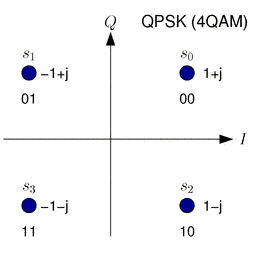 Q QPSK (4QAM)
s₁ s₀
−1+j 1+j
01 00
I
s₃ s₂
−1−j 1−j
11 10